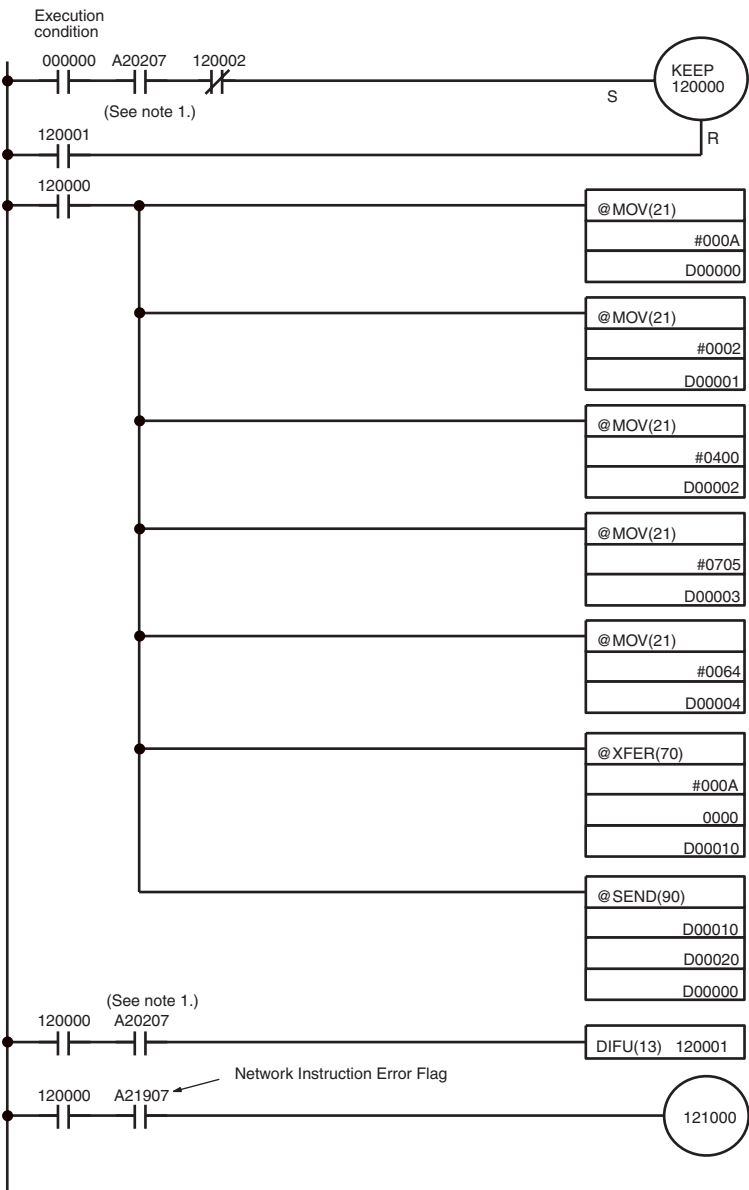 Execution
condition
000000 A20207 120002
KEEP
120000
S
(See note 1.)
R
120001
120000
@MOV(21)
#000A
D00000
@MOV(21)
#0002
D00001
@MOV(21)
#0400
D00002
@MOV(21)
#0705
D00003
@MOV(21)
#0064
D00004
@XFER(70)
#000A
0000
D00010
@SEND(90)
D00010
D00020
D00000
(See note 1.)
120000 A20207
DIFU(13) 120001
Network Instruction Error Flag
120000 A21907
121000